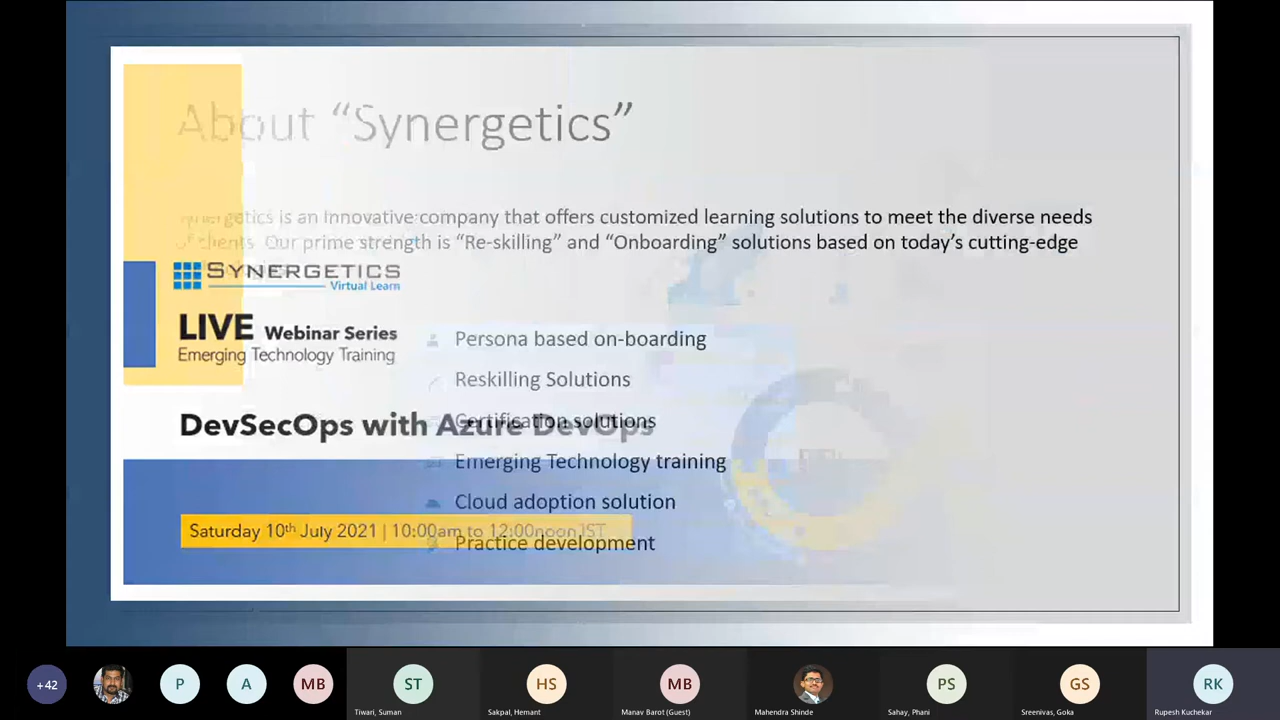 About “Synergetics”
Synergetics is an innovative company that offers customized learning solutions to meet the diverse needs
of clients. Our prime strength is “Re-skilling” and “Onboarding” solutions based on today’s cutting-edge
SYNERGETICS
Virtual Learn
LIVE Webinar Series
Emerging Technology Training
Persona based on-boarding
Reskilling Solutions
Certification solutions
DevSecOps with Azure DevOps
Emerging Technology training
Cloud adoption solution
Saturday 10th July 2021 | 10:00am to 12:00noon IST
Practice development
+42
P
A
MB
ST
HS
MB
PS
GS
RK
Tiwari, Suman
Sakpal, Hemant
Manav Barot (Guest)
Mahendra Shinde
Sahay, Phani
Sreenivas, Goka
Rupesh Kuchekar